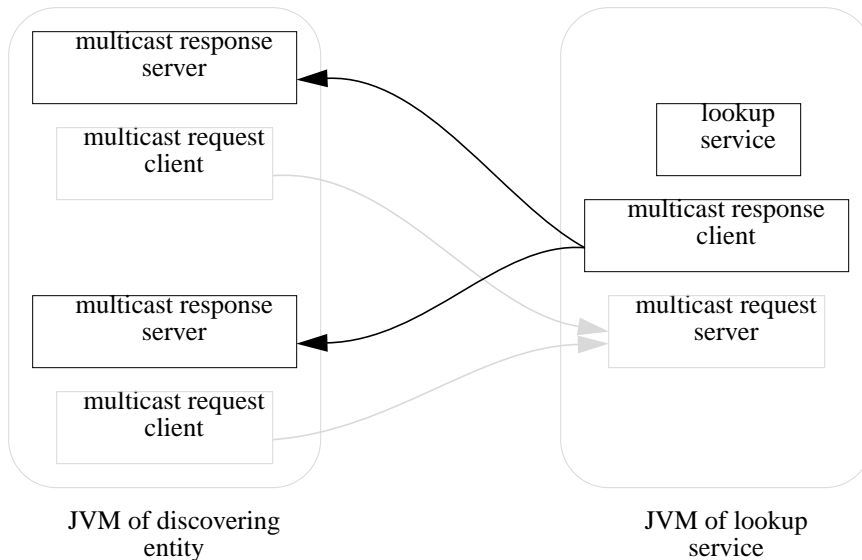 multicast response
server
multicast request
client
multicast response
server
multicast request
client
JVM of discovering
entity
lookup
service
multicast response
client
multicast request
server
JVM of lookup
service